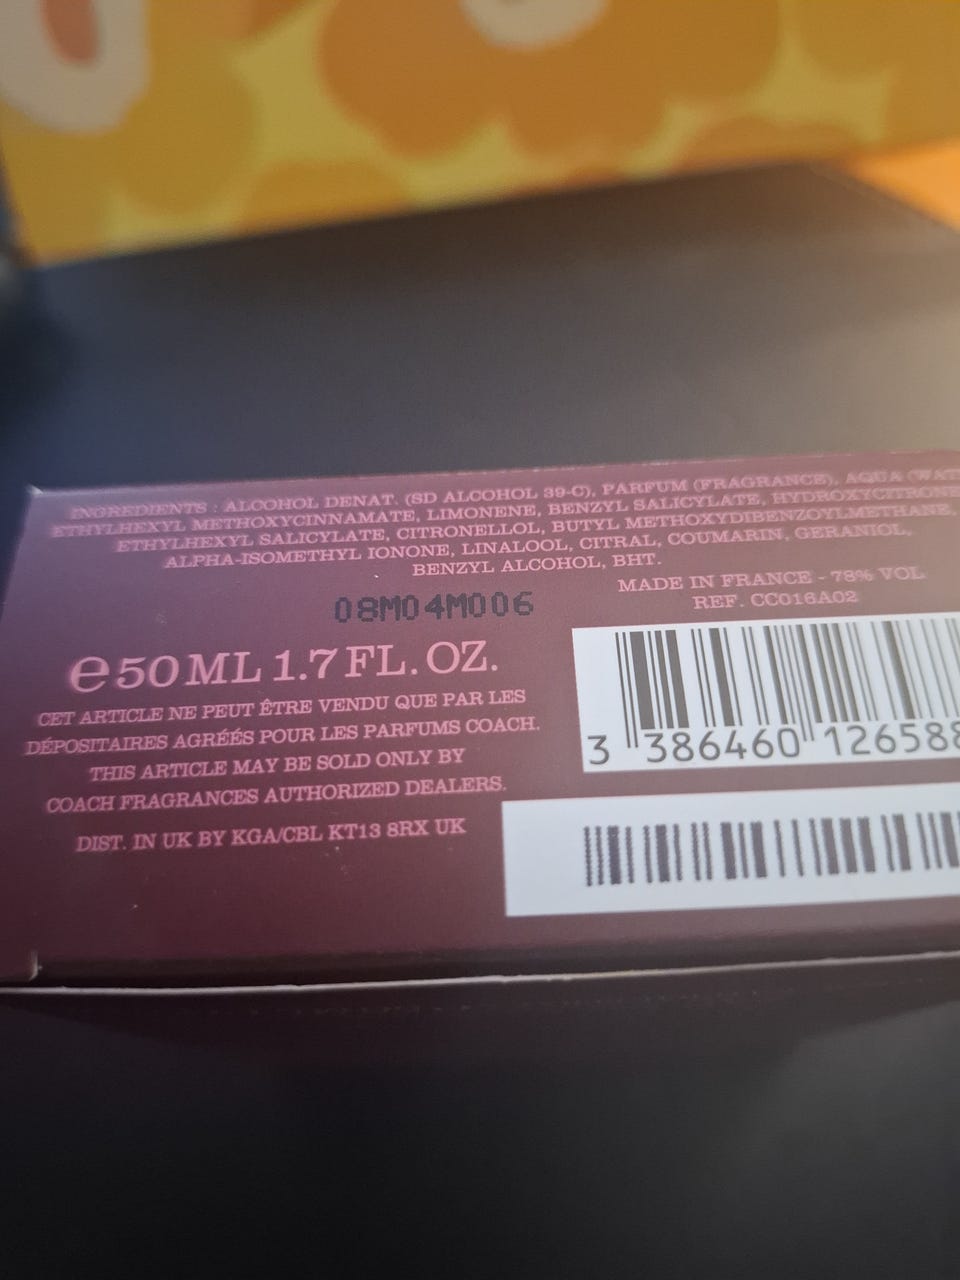 INGREDIENTS : ALCOHOL DENAT. (SD ALCOHOL 39-C), PARFUM (FRAGRANCE), AQUA
ETHYLHEXYL METHOXYCINNAMATE, LIMONENE, BENZYL SALICYLATE,
ETHYLHEXYL SALICYLATE, CITRONELLOL, BUTYL METHOXYDIBENZOYLMETHANE,
ALPHA-ISOMETHYL IONONE, LINALOOL, CITRAL, COUMARIN, GERANIOL,
BENZYL ALCOHOL, BHT.
MADE IN FRANCE - 78% VOL
REF. CC016A02
08M04M006
e 50 ML 1.7 FL. OZ.
CET ARTICLE NE PEUT ÊTRE VENDU QUE PAR LES
DÉPOSITAIRES AGRÉÉS POUR LES PARFUMS COACH.
THIS ARTICLE MAY BE SOLD ONLY BY
COACH FRAGRANCES AUTHORIZED DEALERS.
DIST. IN UK BY KGA/CBL KT13 8RX UK
3 386460 126588